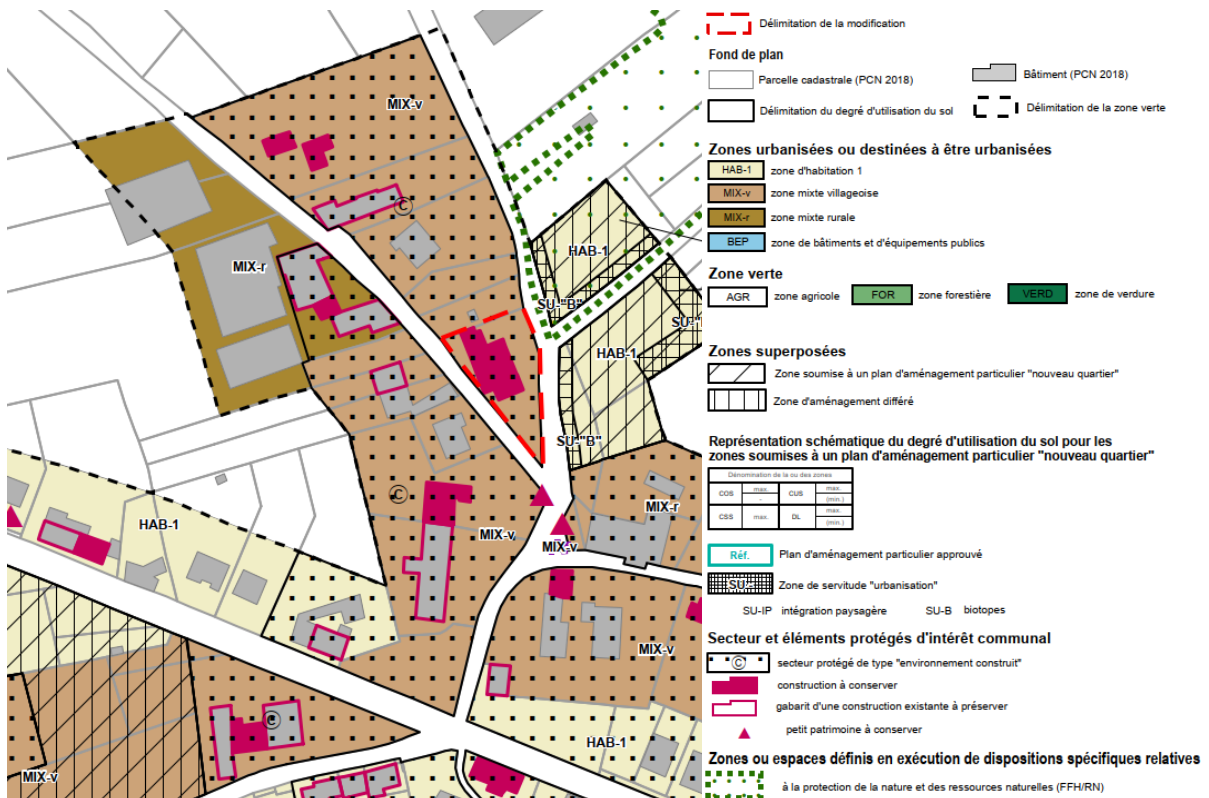 MIX-v
C
MIX-r
HAB-1
SU-"B"
SU-"
HAB-1
SU-"B"
C
HAB-1
MIX-r
MIX-v
MIX-v
MIX-v
C
HAB-1
MIX-v
Délimitation de la modification
Fond de plan
Parcelle cadastrale (PCN 2018)
Bâtiment (PCN 2018)
Délimitation du degré d'utilisation du sol
Délimitation de la zone verte
Zones urbanisées ou destinées à être urbanisées
HAB-1 zone d'habitation 1
MIX-v zone mixte villageoise
MIX-r zone mixte rurale
BEP zone de bâtiments et d'équipements publics
Zone verte
AGR zone agricole FOR zone forestière VERD zone de verdure
Zones superposées
Zone soumise à un plan d'aménagement particulier "nouveau quartier"
Zone d'aménagement différé
Représentation schématique du degré d'utilisation du sol pour les
zones soumises à un plan d'aménagement particulier "nouveau quartier"
Dénomination de la ou des zones
COS max. - CUS max. (min.)
CSS max. DL max. (min.)
Réf. Plan d'aménagement particulier approuvé
SU- Zone de servitude "urbanisation"
SU-IP intégration paysagère SU-B biotopes
Secteur et éléments protégés d'intérêt communal
C secteur protégé de type "environnement construit"
construction à conserver
gabarit d'une construction existante à préserver
petit patrimoine à conserver
Zones ou espaces définis en exécution de dispositions spécifiques relatives
à la protection de la nature et des ressources naturelles (FFH/RN)